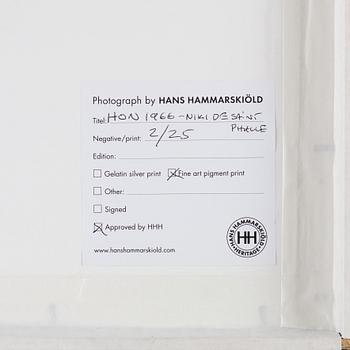 Photograph by HANS HAMMARSKIÖLD
Titel: HON 1966 - NIKI DE SAINT
PHALLE
Negative/print: 2/25
Edition:
Gelatin silver print Fine art pigment print
Other:
Signed
Approved by HHH
www.hanshammarskiold.com
HANS HAMMARSKIÖLD
HH
HERITAGE